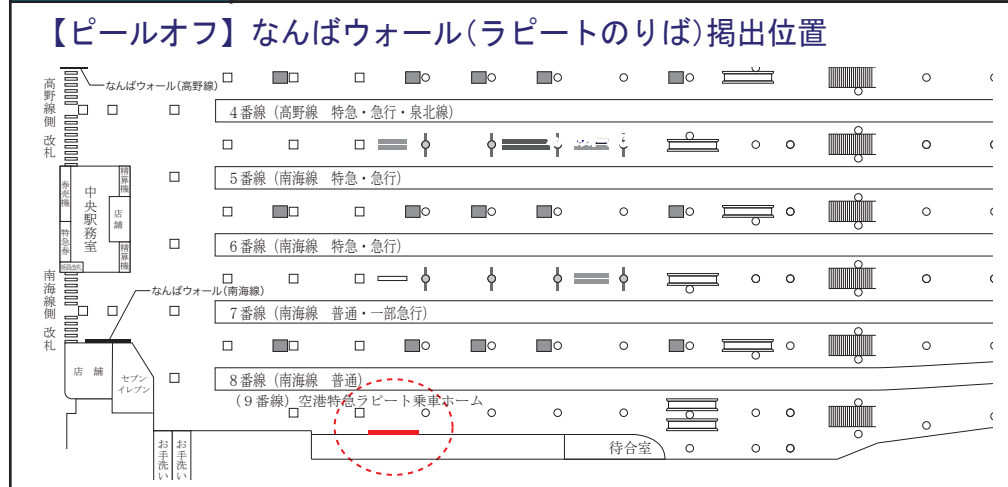 【ピールオフ】なんばウォール(ラピートのりば)掲出位置
高野線側 改札
なんばウォール(高野線)
4番線(高野線 特急・急行・泉北線)
5番線(南海線 特急・急行)
精算機
券売機
中央駅務室
店舗
特急券
精算機
6番線(南海線 特急・急行)
南海線側 改札
なんばウォール(南海線)
7番線(南海線 普通・一部急行)
店 舗
セブン
イレブン
8番線(南海線 普通)
(9番線)空港特急ラピート乗車ホーム
お手洗い
お手洗い
待合室